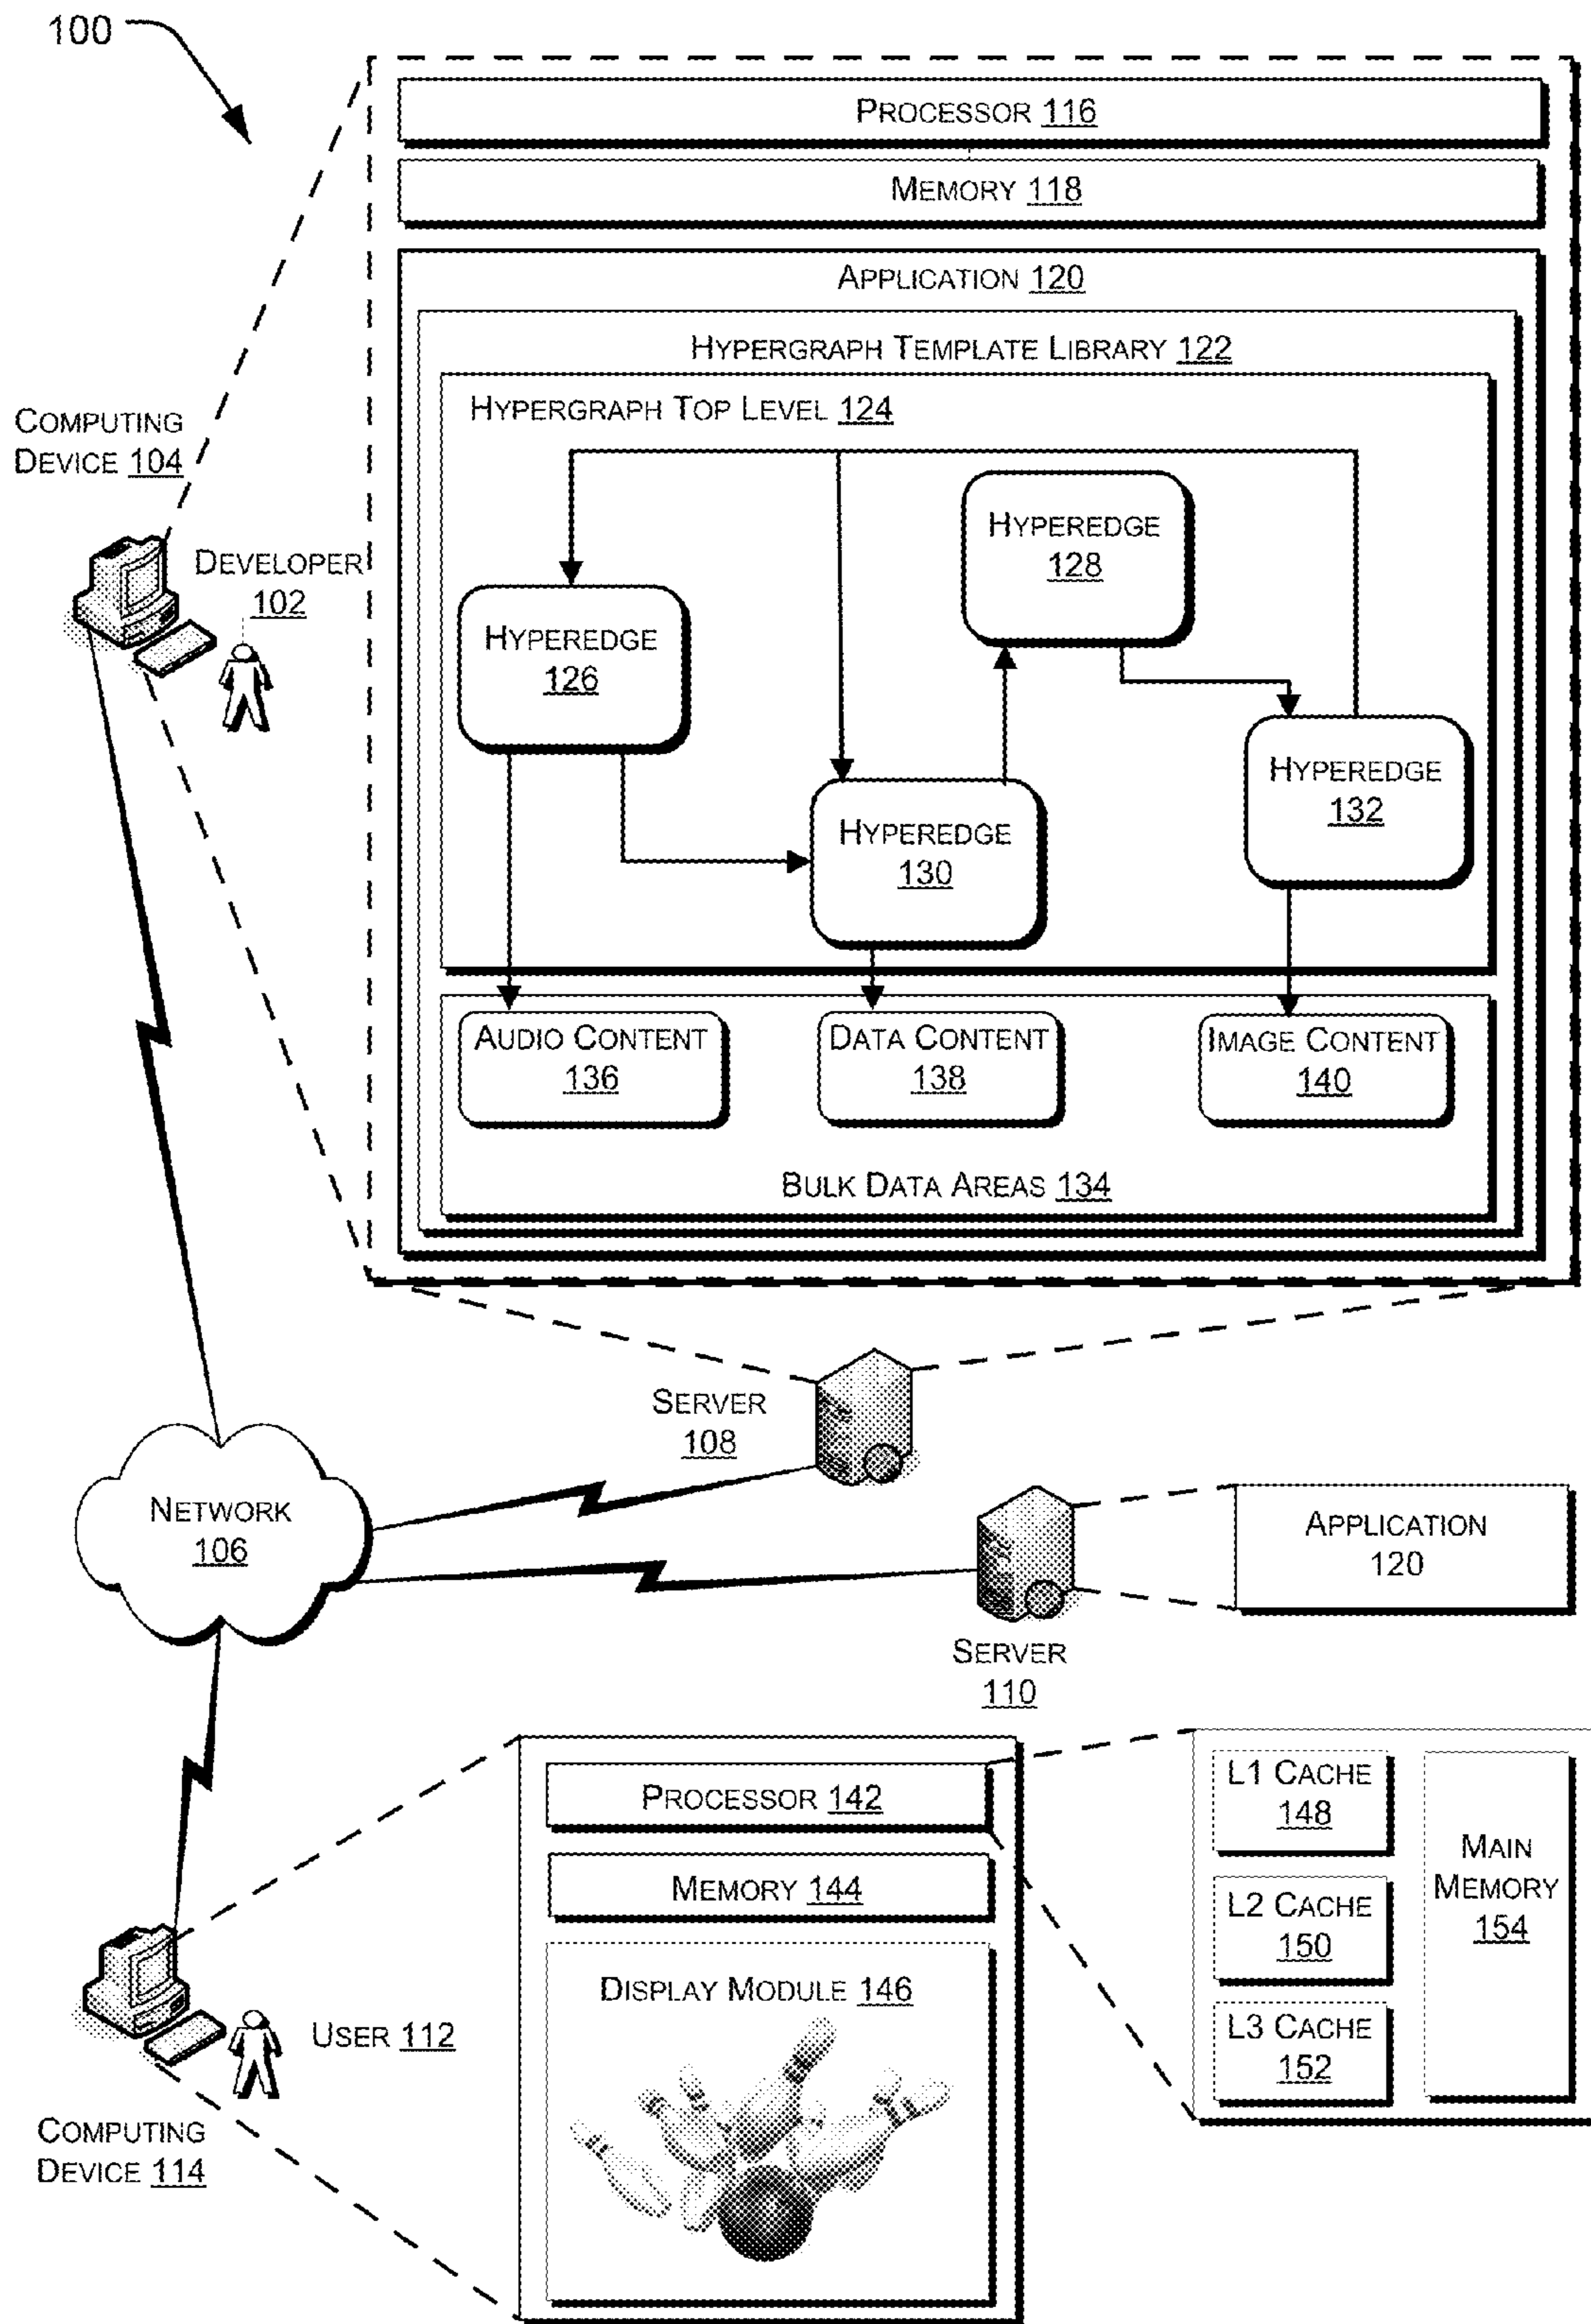 100
PROCESSOR 116
MEMORY 118
APPLICATION 120
HYPERGRAPH TEMPLATE LIBRARY 122
HYPERGRAPH TOP LEVEL 124
COMPUTING
DEVICE 104
DEVELOPER
102
HYPEREDGE
128
HYPEREDGE
126
HYPEREDGE
132
HYPEREDGE
130
AUDIO CONTENT
136
DATA CONTENT
138
IMAGE CONTENT
140
BULK DATA AREAS 134
SERVER
108
NETWORK
106
APPLICATION
120
SERVER
110
PROCESSOR 142
MEMORY 144
DISPLAY MODULE 146
L1 CACHE
148
L2 CACHE
150
L3 CACHE
152
MAIN
MEMORY
154
USER 112
COMPUTING
DEVICE 114